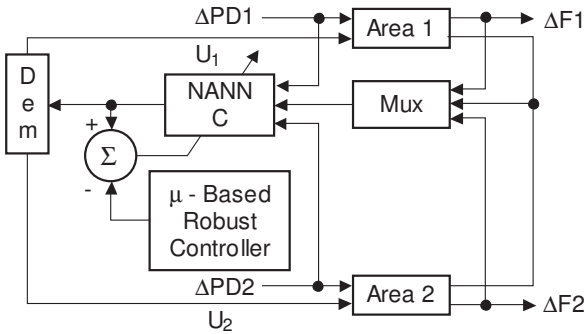 ΔPD1
Area 1
ΔF1
U1
D
e
m
NANN
C
Mux
+
Σ
-
μ - Based
Robust
Controller
ΔPD2
Area 2
ΔF2
U2